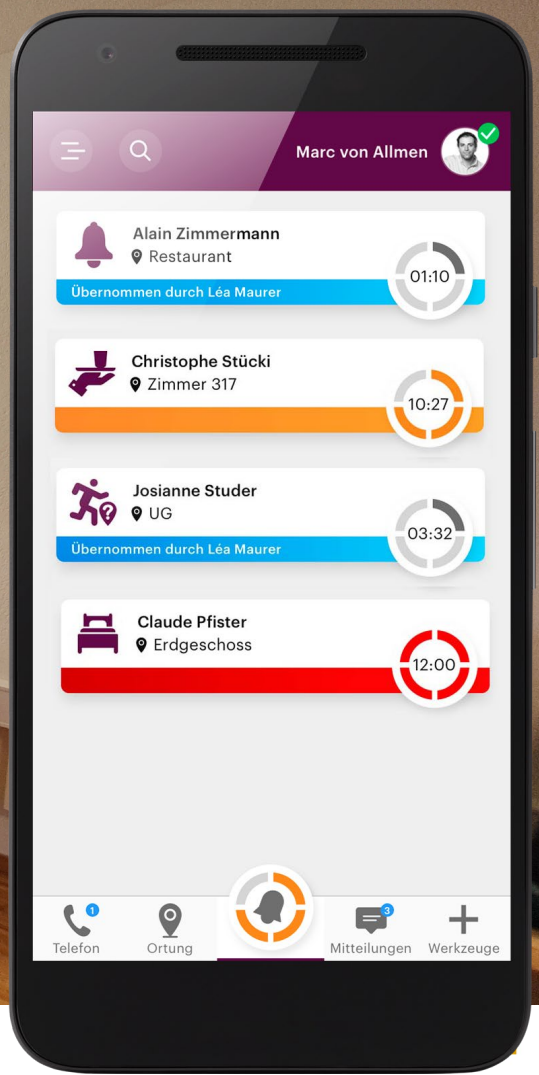 Marc von Allmen
Alain Zimmermann
Restaurant
01:10
Übernommen durch Léa Maurer
Christophe Stücki
Zimmer 317
10:27
Josianne Studer
?
UG
03:32
Übernommen durch Léa Maurer
Claude Pfister
Erdgeschoss
12:00
1
3
Telefon
Ortung
Mitteilungen
Werkzeuge